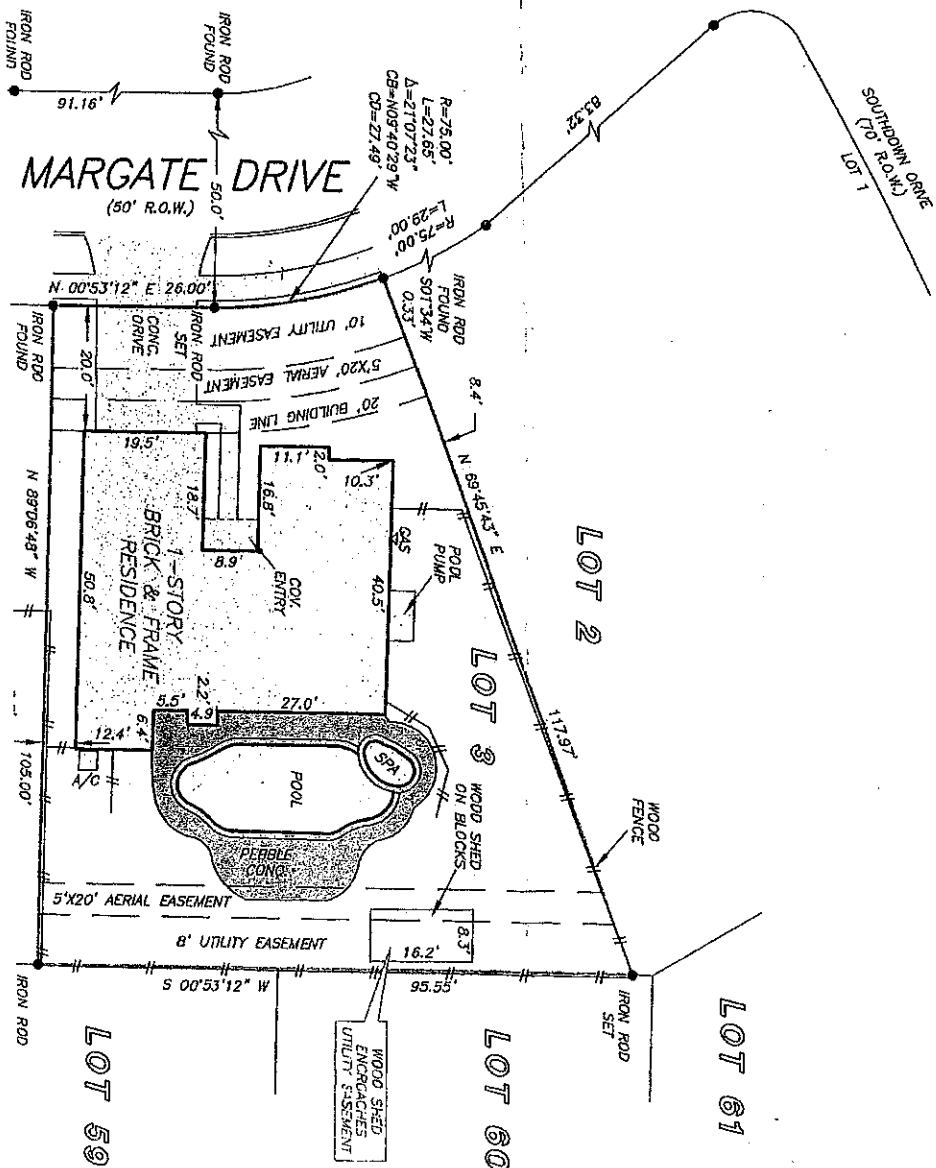 SOUTHDOWN DRIVE
(70' R.O.W.)
LOT 1
IRON ROD
FOUND
91.16'
IRON ROD
FOUND
MARGATE DRIVE
(50' R.O.W.)
50.0'
R=75.00'
L=27.65'
Δ=21°07'23"
CB=N09°40'29"W
CD=27.49'
83.32'
R=75.00'
L=29.00'
IRON ROD
FOUND
0.33'
N 00°53'12" E 26.00'
IRON ROD
FOUND
20.0'
CONC.
DRIVE
IRON ROD
SET
10' UTILITY EASEMENT
5'X20' AERIAL EASEMENT
20' BUILDING LINE
8.4'
N 69°45'43" E
117.97'
LOT 2
19.5'
18.7'
8.9'
16.8'
11.1'
2.0'
10.3'
COV.
ENTRY
GAS
POOL
PUMP
40.5'
1-STORY
BRICK & FRAME
RESIDENCE
50.8'
N 89°06'48" W
105.00'
LOT 3
5.5'
2.2'
4.9'
27.0'
6.4'
12.4'
A/C
SPA
POOL
PEBBLE
CONC.
WOOD SHED
ON BLOCKS
WOOD
FENCE
5'X20' AERIAL EASEMENT
8' UTILITY EASEMENT
16.2'
8.3'
S 00°53'12" W
95.55'
IRON ROD
IRON ROD
SET
WOOD SHED
ENCROACHES
UTILITY EASEMENT
LOT 59
LOT 60
LOT 61